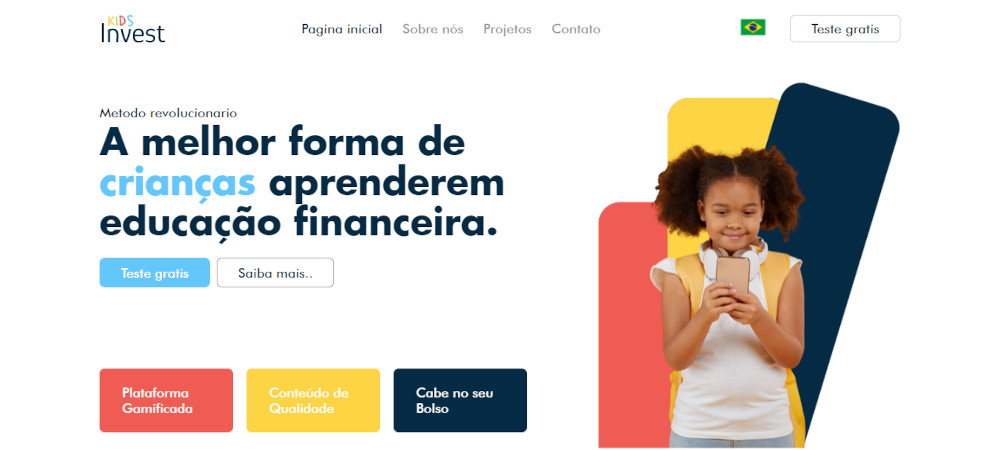 KIDS
Invest
Pagina inicial
Sobre nós
Projetos
Contato
Teste gratis
Metodo revolucionario
A melhor forma de
crianças aprenderem
educação financeira.
Teste gratis
Saiba mais..
Plataforma
Gamificada
Conteúdo de
Qualidade
Cabe no seu
Bolso